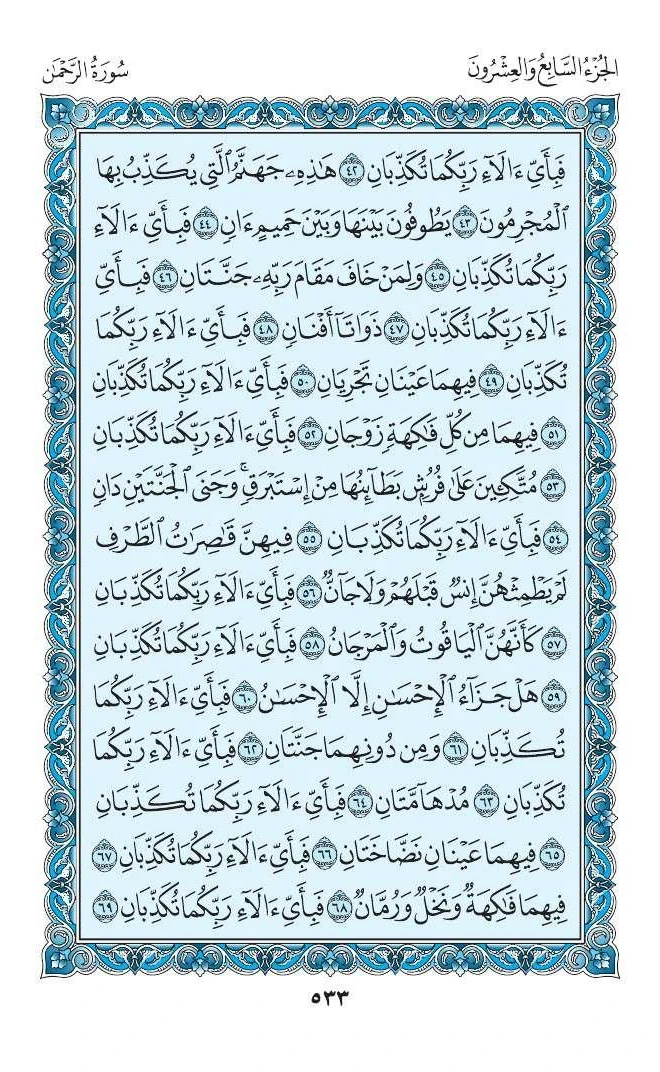 الجُزْءُ السَّابِعُ وَالعِشْرُونَ
سُورَةُ الرَّحْمَٰن
فَبِأَيِّ ءَالَآءِ رَبِّكُمَا تُكَذِّبَانِ ٤٢ هَٰذِهِۦ جَهَنَّمُ ٱلَّتِي يُكَذِّبُ بِهَا
ٱلْمُجْرِمُونَ ٤٣ يَطُوفُونَ بَيْنَهَا وَبَيْنَ حَمِيمٍ ءَانٍ ٤٤ فَبِأَيِّ ءَالَآءِ
رَبِّكُمَا تُكَذِّبَانِ ٤٥ وَلِمَنْ خَافَ مَقَامَ رَبِّهِۦ جَنَّتَانِ ٤٦ فَبِأَيِّ
ءَالَآءِ رَبِّكُمَا تُكَذِّبَانِ ٤٧ ذَوَاتَآ أَفْنَانٍ ٤٨ فَبِأَيِّ ءَالَآءِ رَبِّكُمَا
تُكَذِّبَانِ ٤٩ فِيهِمَا عَيْنَانِ تَجْرِيَانِ ٥٠ فَبِأَيِّ ءَالَآءِ رَبِّكُمَا تُكَذِّبَانِ
٥١ فِيهِمَا مِن كُلِّ فَٰكِهَةٍ زَوْجَانِ ٥٢ فَبِأَيِّ ءَالَآءِ رَبِّكُمَا تُكَذِّبَانِ
٥٣ مُتَّكِـِٔينَ عَلَىٰ فُرُشٍۭ بَطَآئِنُهَا مِنْ إِسْتَبْرَقٍ ۚ وَجَنَى ٱلْجَنَّتَيْنِ دَانٍ
٥٤ فَبِأَيِّ ءَالَآءِ رَبِّكُمَا تُكَذِّبَانِ ٥٥ فِيهِنَّ قَٰصِرَٰتُ ٱلطَّرْفِ
لَمْ يَطْمِثْهُنَّ إِنسٌ قَبْلَهُمْ وَلَا جَآنٌّ ٥٦ فَبِأَيِّ ءَالَآءِ رَبِّكُمَا تُكَذِّبَانِ
٥٧ كَأَنَّهُنَّ ٱلْيَاقُوتُ وَٱلْمَرْجَانُ ٥٨ فَبِأَيِّ ءَالَآءِ رَبِّكُمَا تُكَذِّبَانِ
٥٩ هَلْ جَزَآءُ ٱلْإِحْسَٰنِ إِلَّا ٱلْإِحْسَٰنُ ٦٠ فَبِأَيِّ ءَالَآءِ رَبِّكُمَا
تُكَذِّبَانِ ٦١ وَمِن دُونِهِمَا جَنَّتَانِ ٦٢ فَبِأَيِّ ءَالَآءِ رَبِّكُمَا
تُكَذِّبَانِ ٦٣ مُدْهَآمَّتَانِ ٦٤ فَبِأَيِّ ءَالَآءِ رَبِّكُمَا تُكَذِّبَانِ
٦٥ فِيهِمَا عَيْنَانِ نَضَّاخَتَانِ ٦٦ فَبِأَيِّ ءَالَآءِ رَبِّكُمَا تُكَذِّبَانِ ٦٧
فِيهِمَا فَٰكِهَةٌ وَنَخْلٌ وَرُمَّانٌ ٦٨ فَبِأَيِّ ءَالَآءِ رَبِّكُمَا تُكَذِّبَانِ ٦٩
٥٣٣